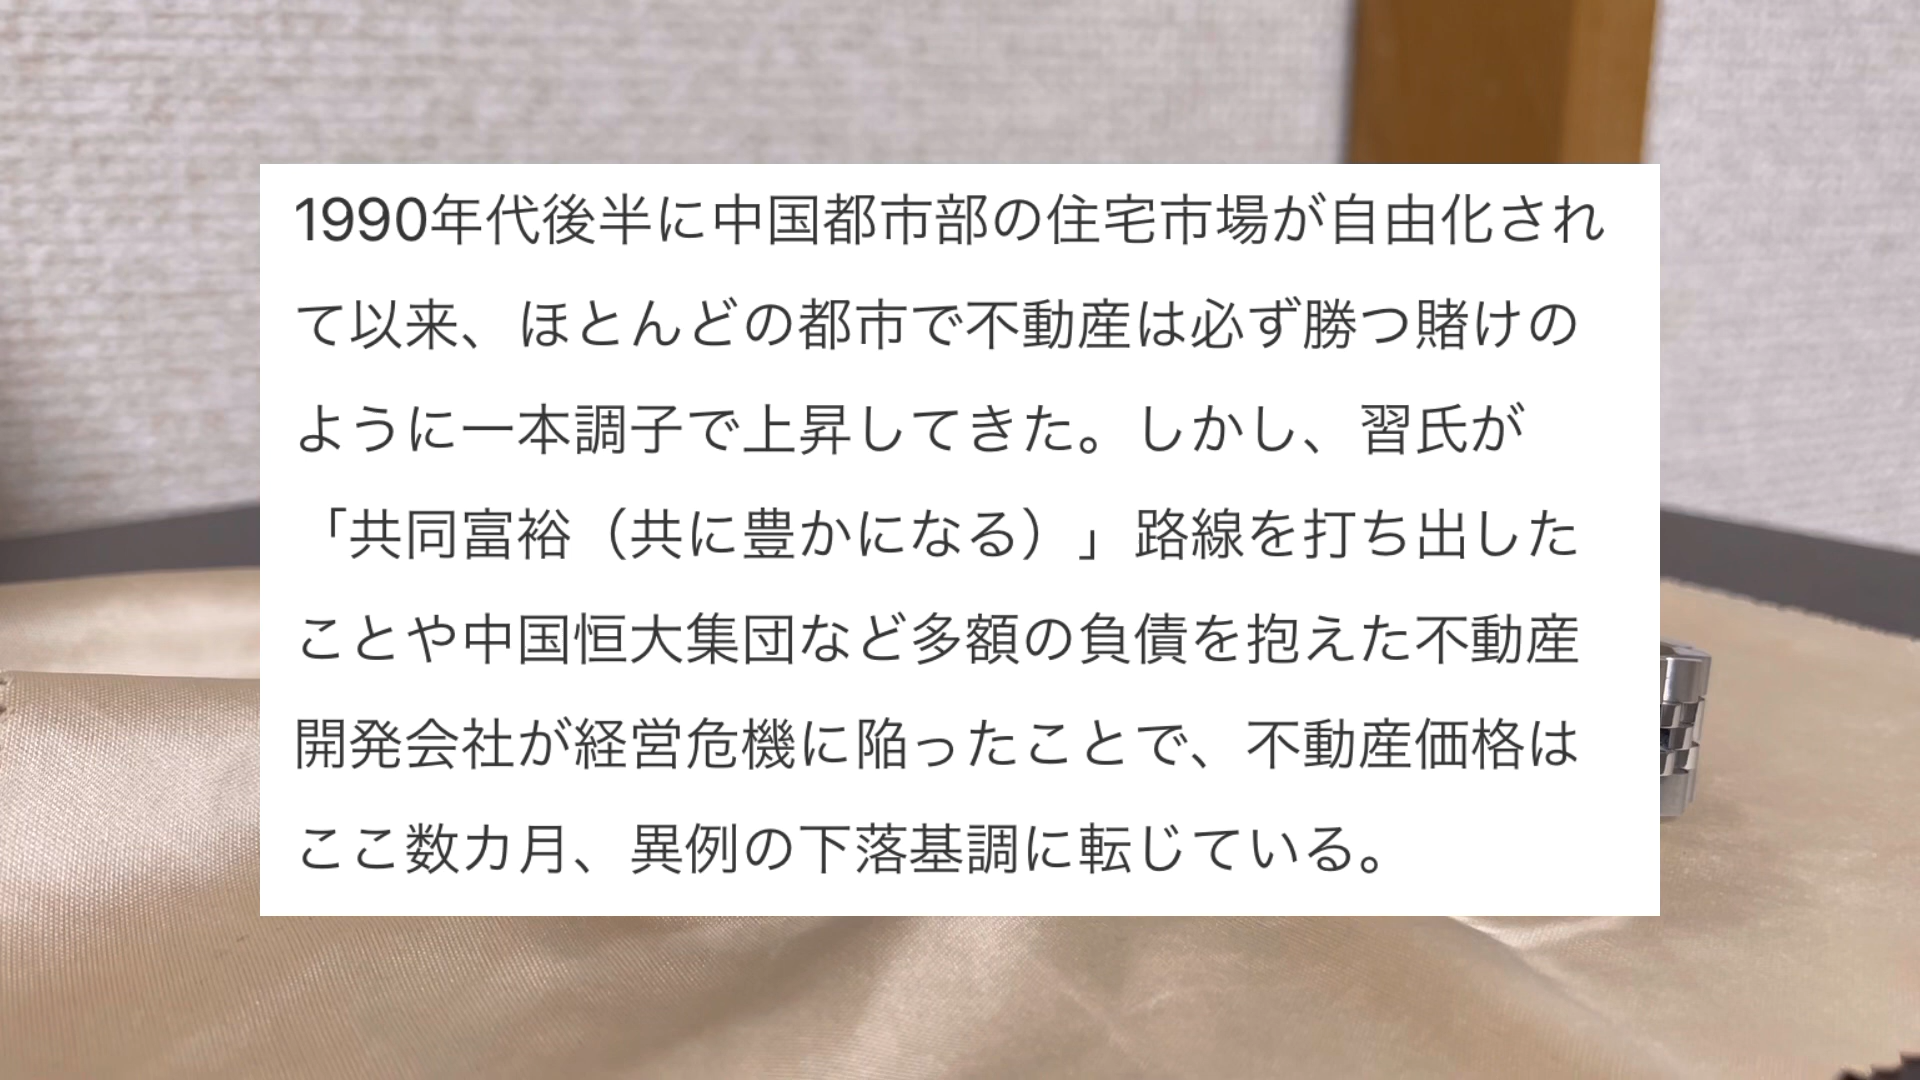 1990年代後半に中国都市部の住宅市場が自由化され
て以来、ほとんどの都市で不動産は必ず勝つ賭けの
ように一本調子で上昇してきた。しかし、習氏が
「共同富裕（共に豊かになる）」路線を打ち出した
ことや中国恒大集団など多額の負債を抱えた不動産
開発会社が経営危機に陥ったことで、不動産価格は
ここ数カ月、異例の下落基調に転じている。